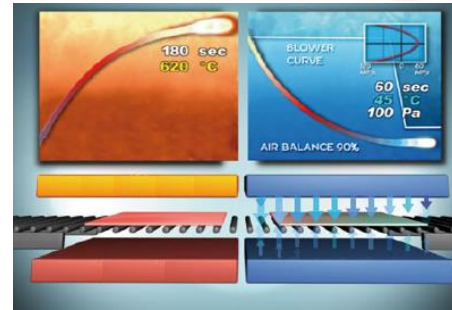 180 sec
620 °C
BLOWER
CURVE
60 sec
45 °C
100 Pa
AIR BALANCE 90%